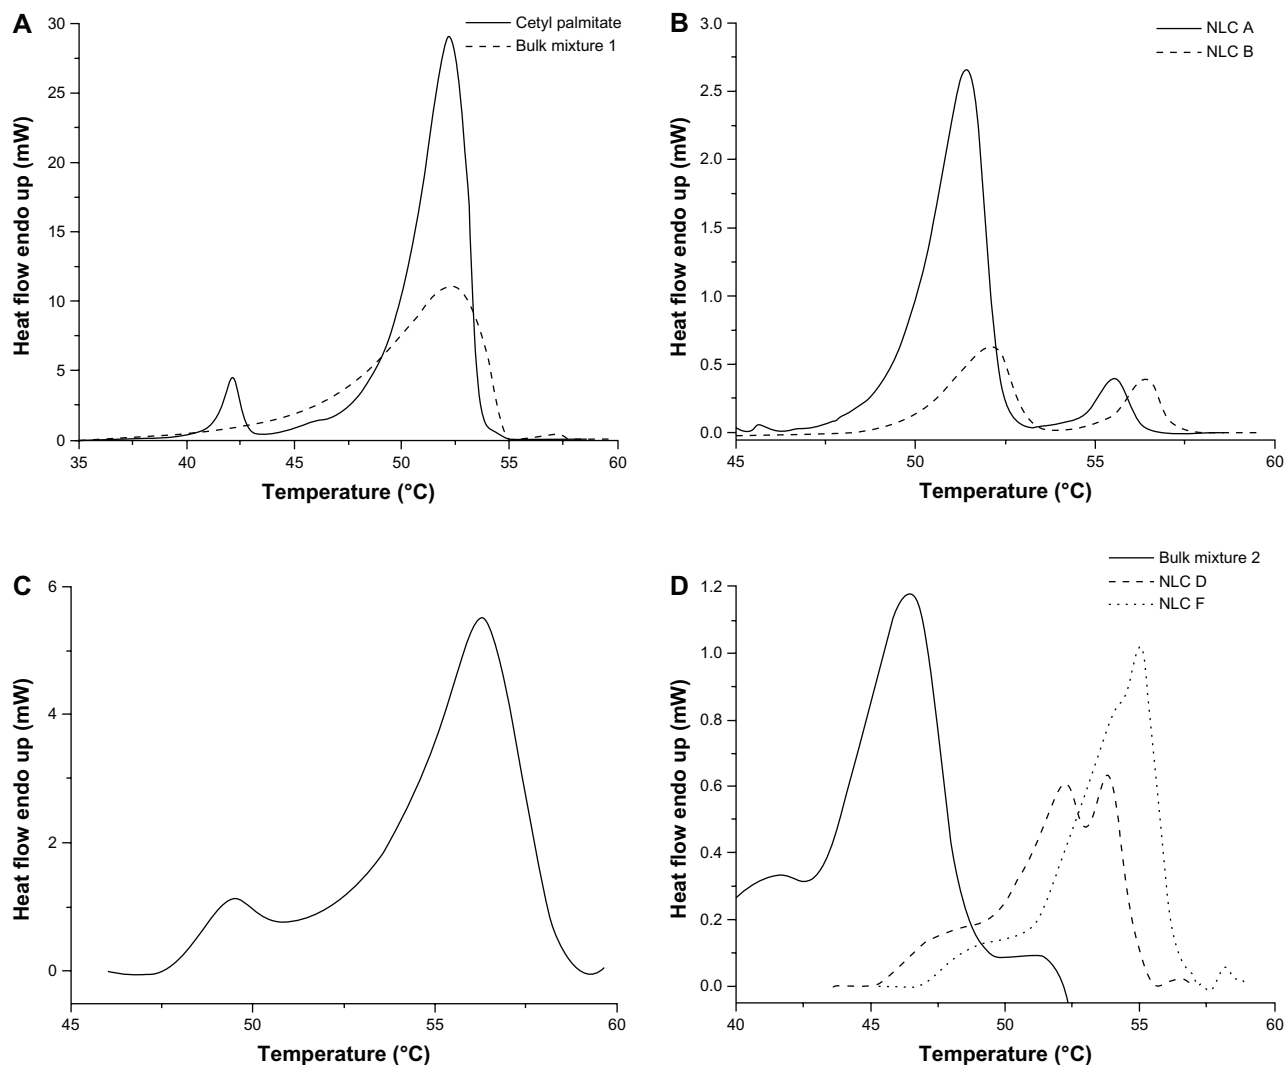 A
Cetyl palmitate
Bulk mixture 1
Heat flow endo up (mW)
30
25
20
15
10
5
0
35 40 45 50 55 60
Temperature (°C)
B
NLC A
NLC B
Heat flow endo up (mW)
3.0
2.5
2.0
1.5
1.0
0.5
0.0
45 50 55 60
Temperature (°C)
C
Heat flow endo up (mW)
6
4
2
0
45 50 55 60
Temperature (°C)
D
Bulk mixture 2
NLC D
NLC F
Heat flow endo up (mW)
1.2
1.0
0.8
0.6
0.4
0.2
0.0
40 45 50 55 60
Temperature (°C)